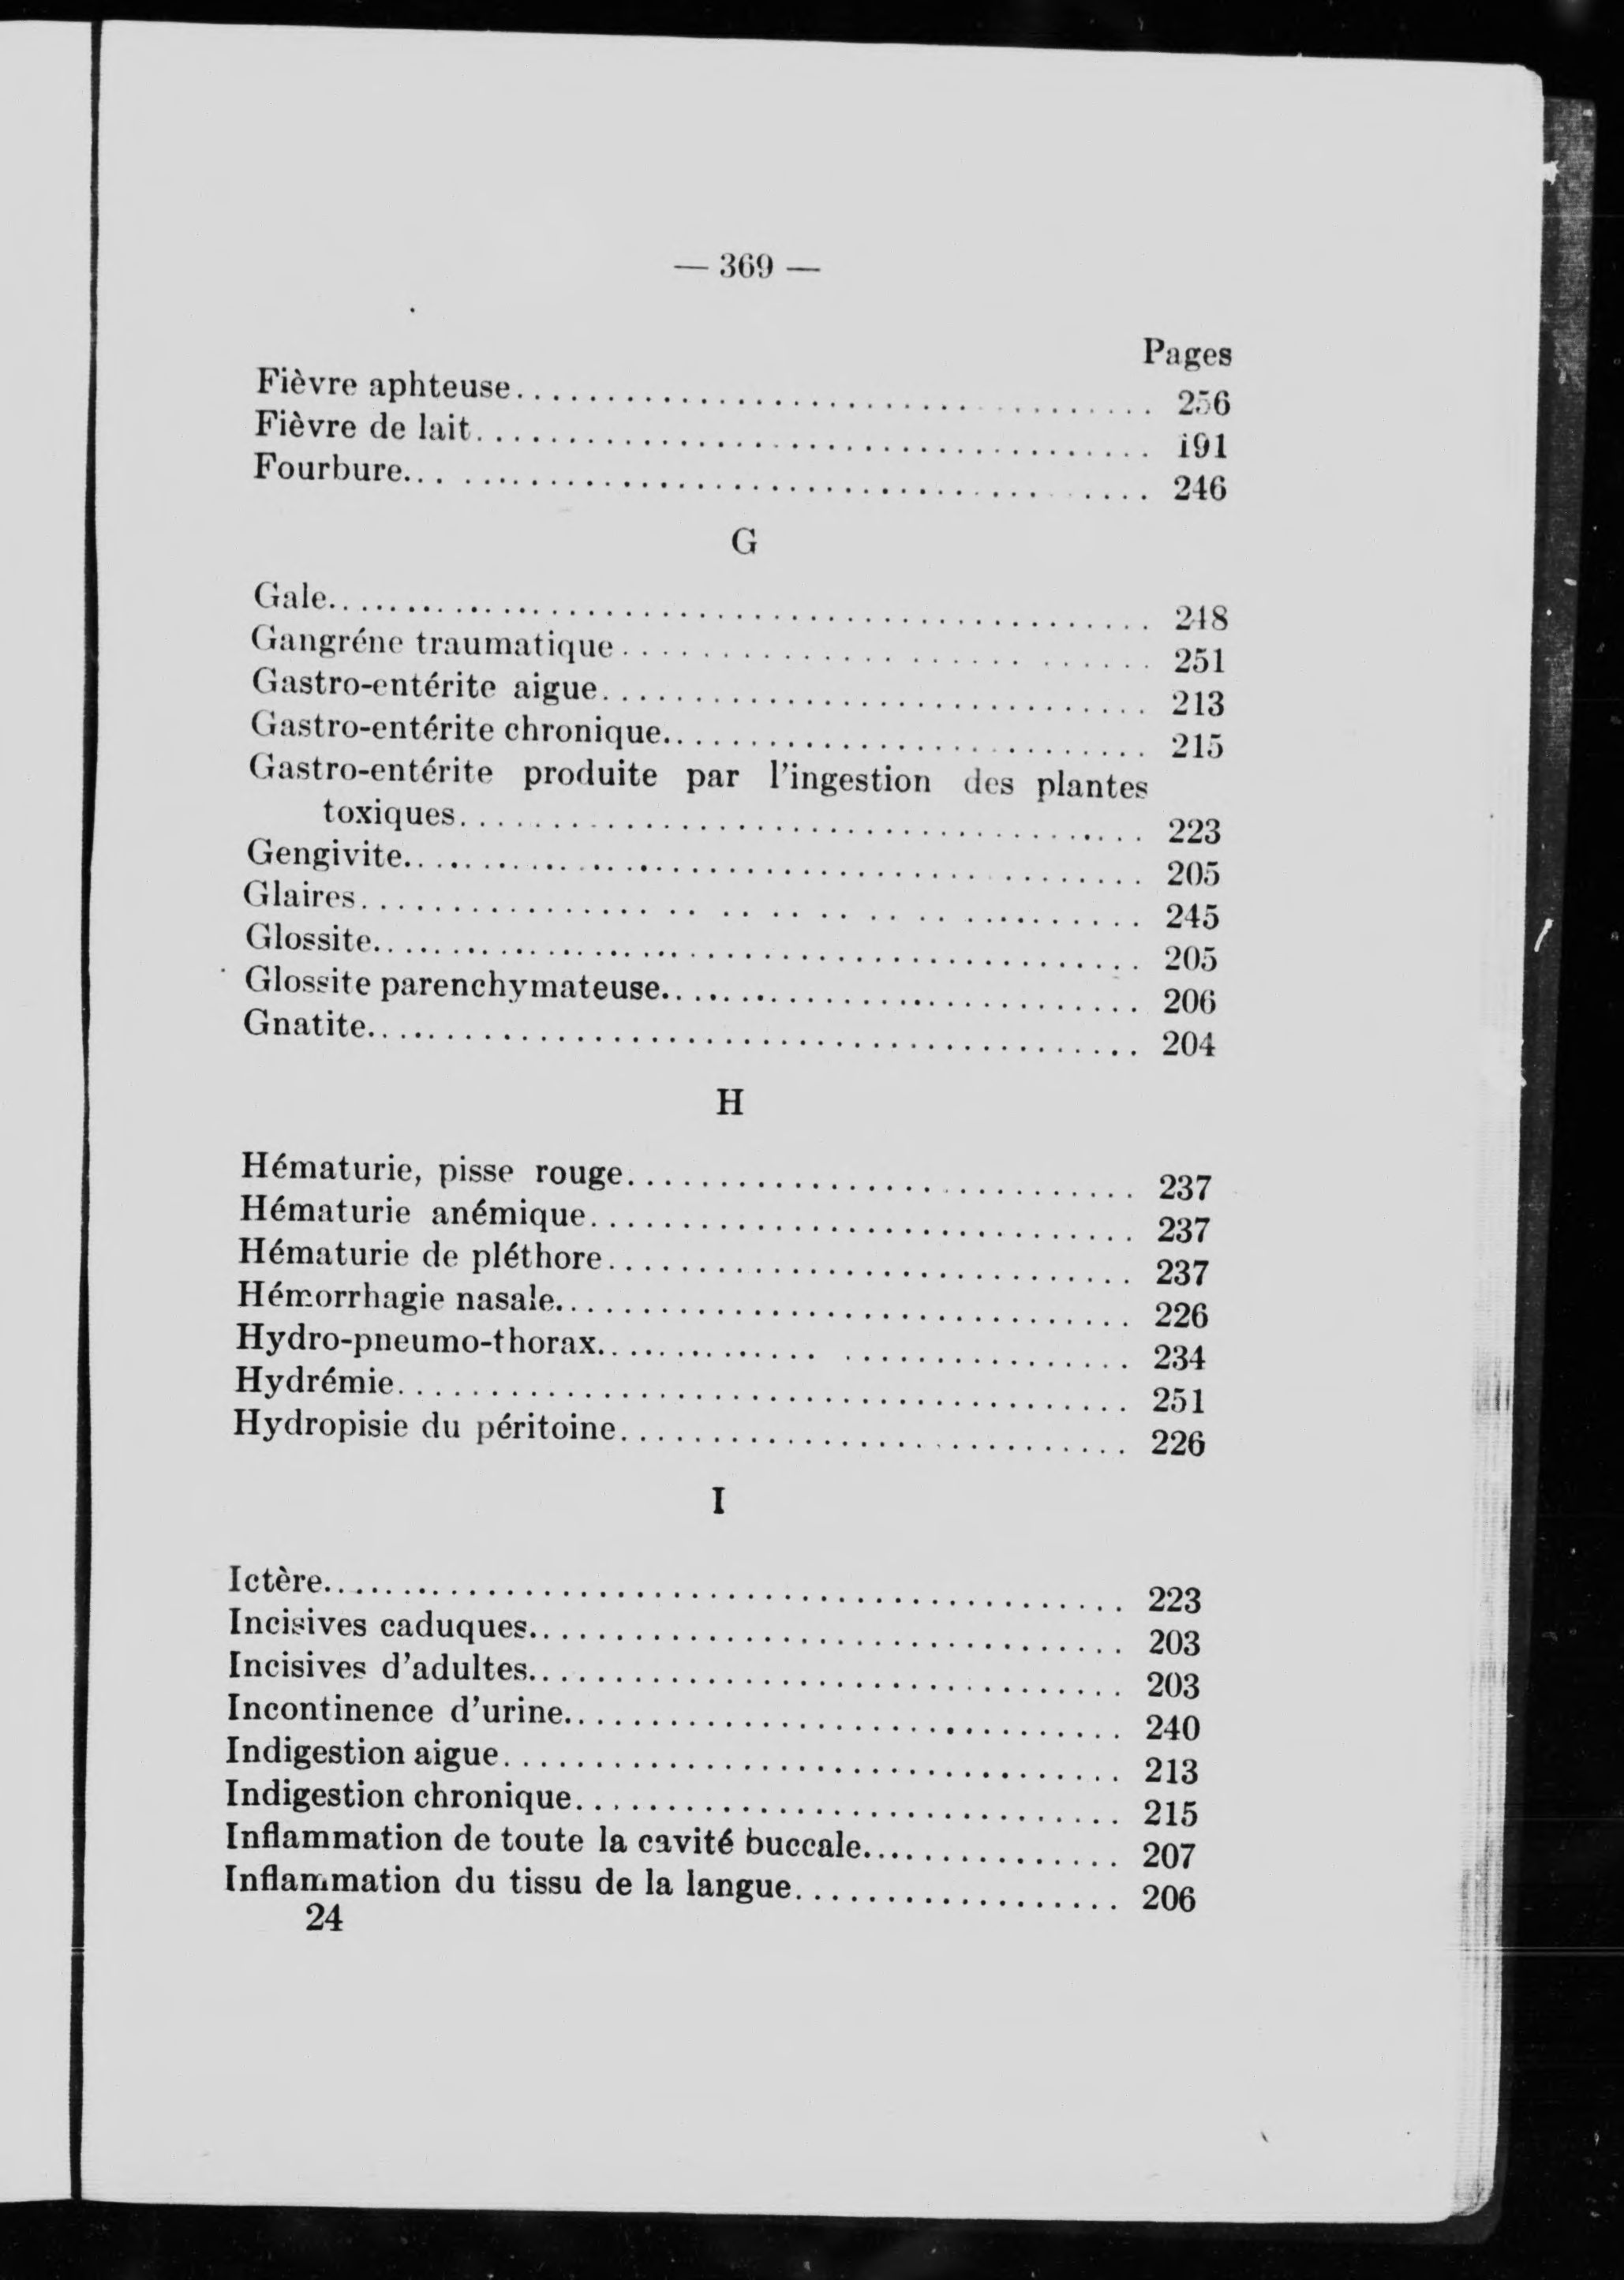 — 369 —
Pages
Fièvre aphteuse........................................ 256
Fièvre de lait........................................ 191
Fourbure........................................ 246
G
Gale........................................ 248
Gangréne traumatique........................................ 251
Gastro-entérite aigue........................................ 213
Gastro-entérite chronique........................................ 215
Gastro-entérite produite par l'ingestion des plantes
toxiques........................................ 223
Gengivite........................................ 205
Glaires........................................ 245
Glossite........................................ 205
Glossite parenchymateuse........................................ 206
Gnatite........................................ 204
H
Hématurie, pisse rouge........................................ 237
Hématurie anémique........................................ 237
Hématurie de pléthore........................................ 237
Hémorrhagie nasale........................................ 226
Hydro-pneumo-thorax........................................ 234
Hydrémie........................................ 251
Hydropisie du péritoine........................................ 226
I
Ictère........................................ 223
Incisives caduques........................................ 203
Incisives d'adultes........................................ 203
Incontinence d'urine........................................ 240
Indigestion aigue........................................ 213
Indigestion chronique........................................ 215
Inflammation de toute la cavité buccale............... 207
Inflammation du tissu de la langue.................. 206
24